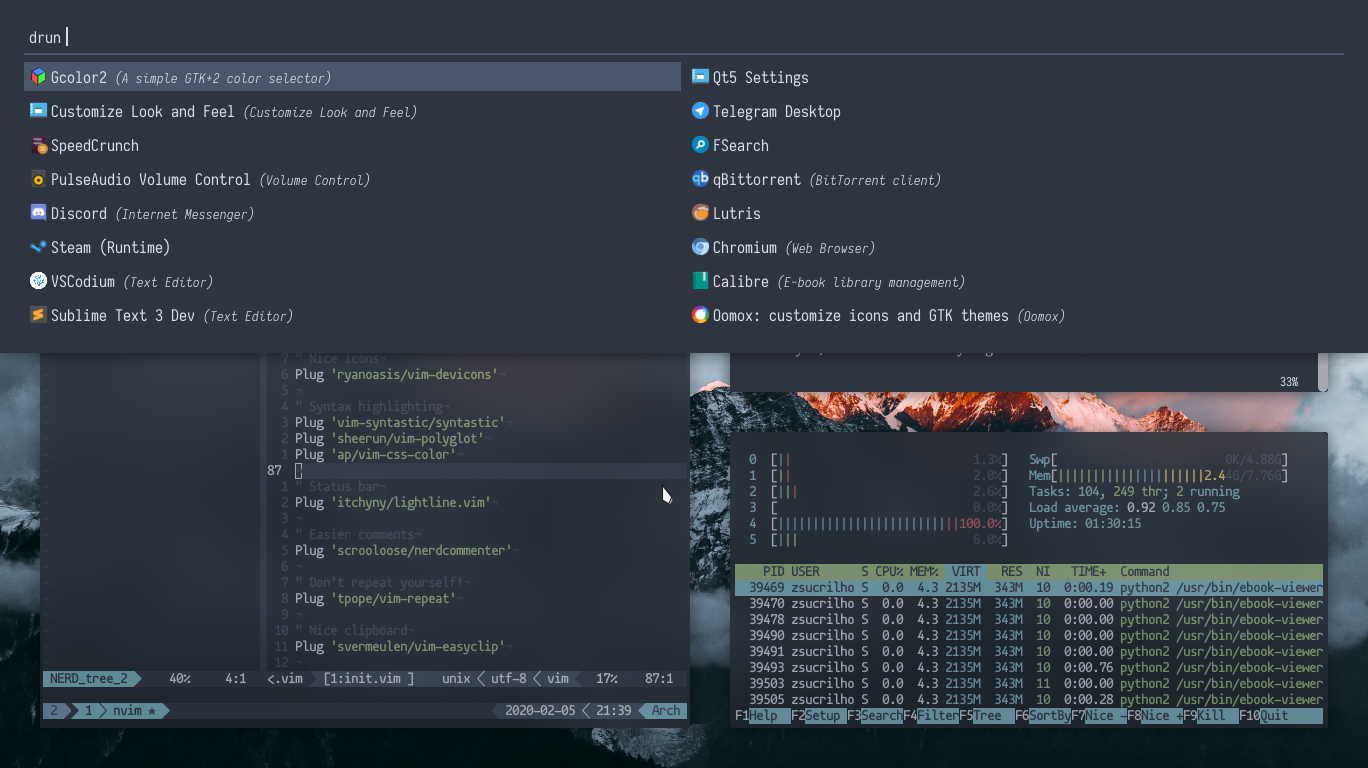 drun
Gcolor2 (A simple GTK+2 color selector)
Customize Look and Feel (Customize Look and Feel)
SpeedCrunch
PulseAudio Volume Control (Volume Control)
Discord (Internet Messenger)
Steam (Runtime)
VSCodium (Text Editor)
Sublime Text 3 Dev (Text Editor)
Qt5 Settings
Telegram Desktop
FSearch
qBittorrent (BitTorrent client)
Lutris
Chromium (Web Browser)
Calibre (E-book library management)
Oomox: customize icons and GTK themes (Oomox)
7 " Nice icons¬
6 Plug 'ryanoasis/vim-devicons'¬
5 ¬
4 " Syntax highlighting¬
3 Plug 'vim-syntastic/syntastic'¬
2 Plug 'sheerun/vim-polyglot'¬
1 Plug 'ap/vim-css-color'¬
87
1 " Status bar¬
2 Plug 'itchyny/lightline.vim'¬
3 ¬
4 " Easier comments¬
5 Plug 'scrooloose/nerdcommenter'¬
6 ¬
7 " Don't repeat yourself!¬
8 Plug 'tpope/vim-repeat'¬
9 ¬
10 " Nice clipboard¬
11 Plug 'svermeulen/vim-easyclip'¬
12 ¬
NERD_tree_2 40% 4:1 <.vim [1:init.vim ] unix utf-8 vim 17% 87:1
2 1 nvim ★ 2020-02-05 21:39 Arch
33%
0 [|| 1.3%]
1 [|| 2.0%]
2 [||| 2.6%]
3 [ 0.0%]
4 [||||||||||||||||||||||||||100.0%]
5 [||| 6.0%]
Swp[ 0K/4.88G]
Mem[|||||||||||||||||||||2.44G/7.76G]
Tasks: 104, 249 thr; 2 running
Load average: 0.92 0.85 0.75
Uptime: 01:30:15
PID USER S CPU% MEM% VIRT RES NI TIME+ Command
39469 zsucrilho S 0.0 4.3 2135M 343M 10 0:00.19 python2 /usr/bin/ebook-viewer
39470 zsucrilho S 0.0 4.3 2135M 343M 10 0:00.00 python2 /usr/bin/ebook-viewer
39478 zsucrilho S 0.0 4.3 2135M 343M 10 0:00.00 python2 /usr/bin/ebook-viewer
39490 zsucrilho S 0.0 4.3 2135M 343M 10 0:00.00 python2 /usr/bin/ebook-viewer
39491 zsucrilho S 0.0 4.3 2135M 343M 10 0:00.00 python2 /usr/bin/ebook-viewer
39493 zsucrilho S 0.0 4.3 2135M 343M 10 0:00.76 python2 /usr/bin/ebook-viewer
39503 zsucrilho S 0.0 4.3 2135M 343M 11 0:00.00 python2 /usr/bin/ebook-viewer
39505 zsucrilho S 0.0 4.3 2135M 343M 10 0:00.28 python2 /usr/bin/ebook-viewer
F1Help F2Setup F3SearchF4FilterF5Tree F6SortByF7Nice -F8Nice +F9Kill F10Quit